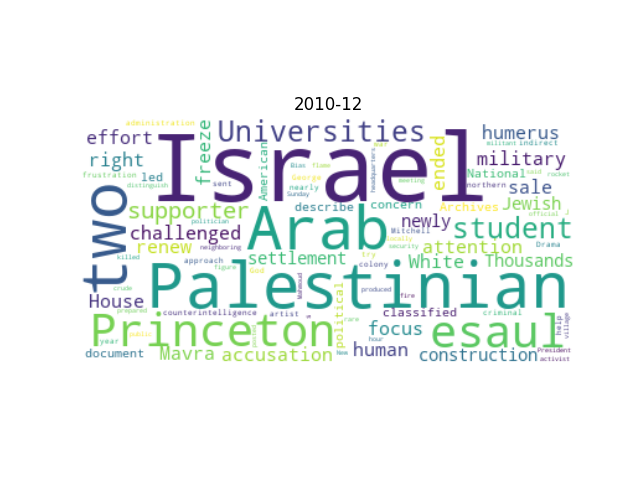 2010-12
administration
effort
Universities
humerus
Israel
freeze
American
ended
militant indirect
right
George
war
headquarters
military
frustration
led
sent
Bias
flame
nearly
Sunday
National
said
rocket
distinguish
northern
sale
two
supporter
describe
concern
meeting
Archives
Jewish
official
challenged
politician
Arab
newly
Mitchell
student
renew
neighboring
attention
Drama
killed
approach
God
settlement
try
security
White
Thousands
figure
colony
crude
Palestinian
House
prepared
Mahmoud
produced
fire
counterintelligence
artist
classified
criminal
Princeton
political
rare
focus
esaul
help
village
public
year
four
document
Mavra
accusation
New
human
construction
President
activist